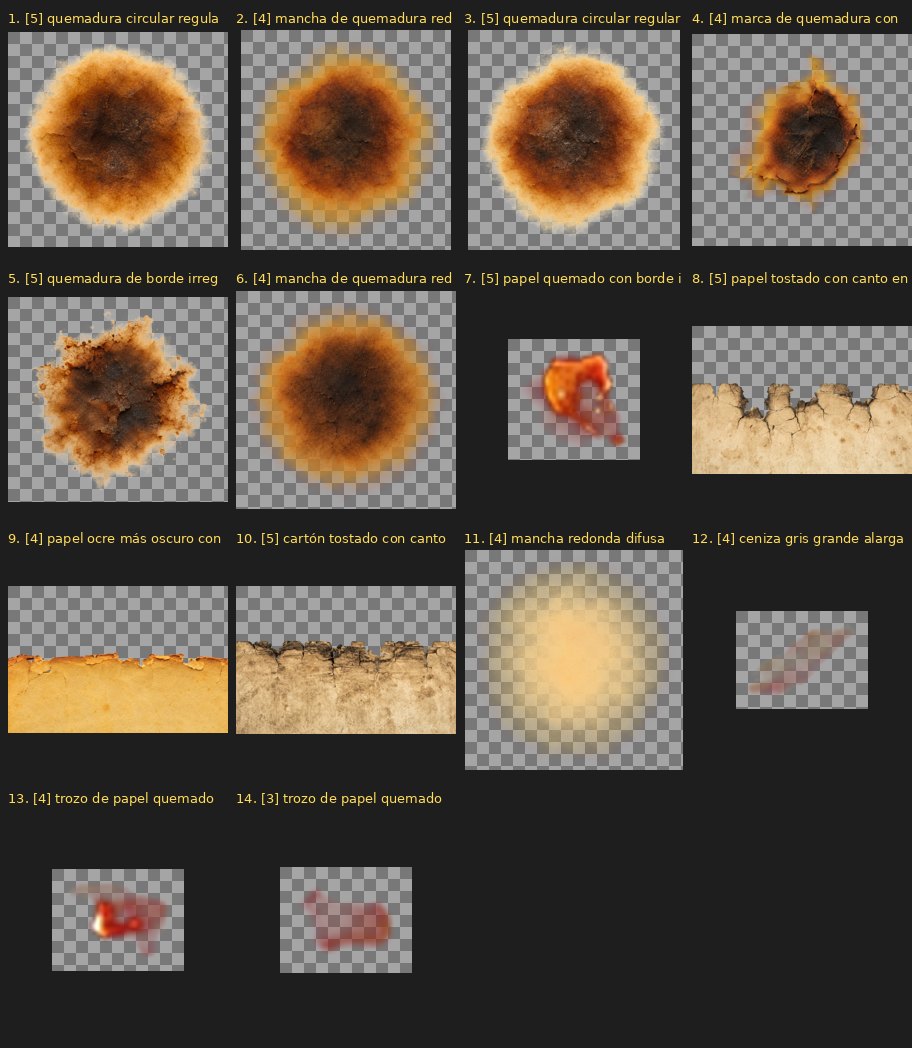 1. [5] quemadura circular regula
2. [4] mancha de quemadura red
3. [5] quemadura circular regular
4. [4] marca de quemadura con
5. [5] quemadura de borde irreg
6. [4] mancha de quemadura red
7. [5] papel quemado con borde i
8. [5] papel tostado con canto en
9. [4] papel ocre más oscuro con
10. [5] cartón tostado con canto
11. [4] mancha redonda difusa
12. [4] ceniza gris grande alarga
13. [4] trozo de papel quemado
14. [3] trozo de papel quemado